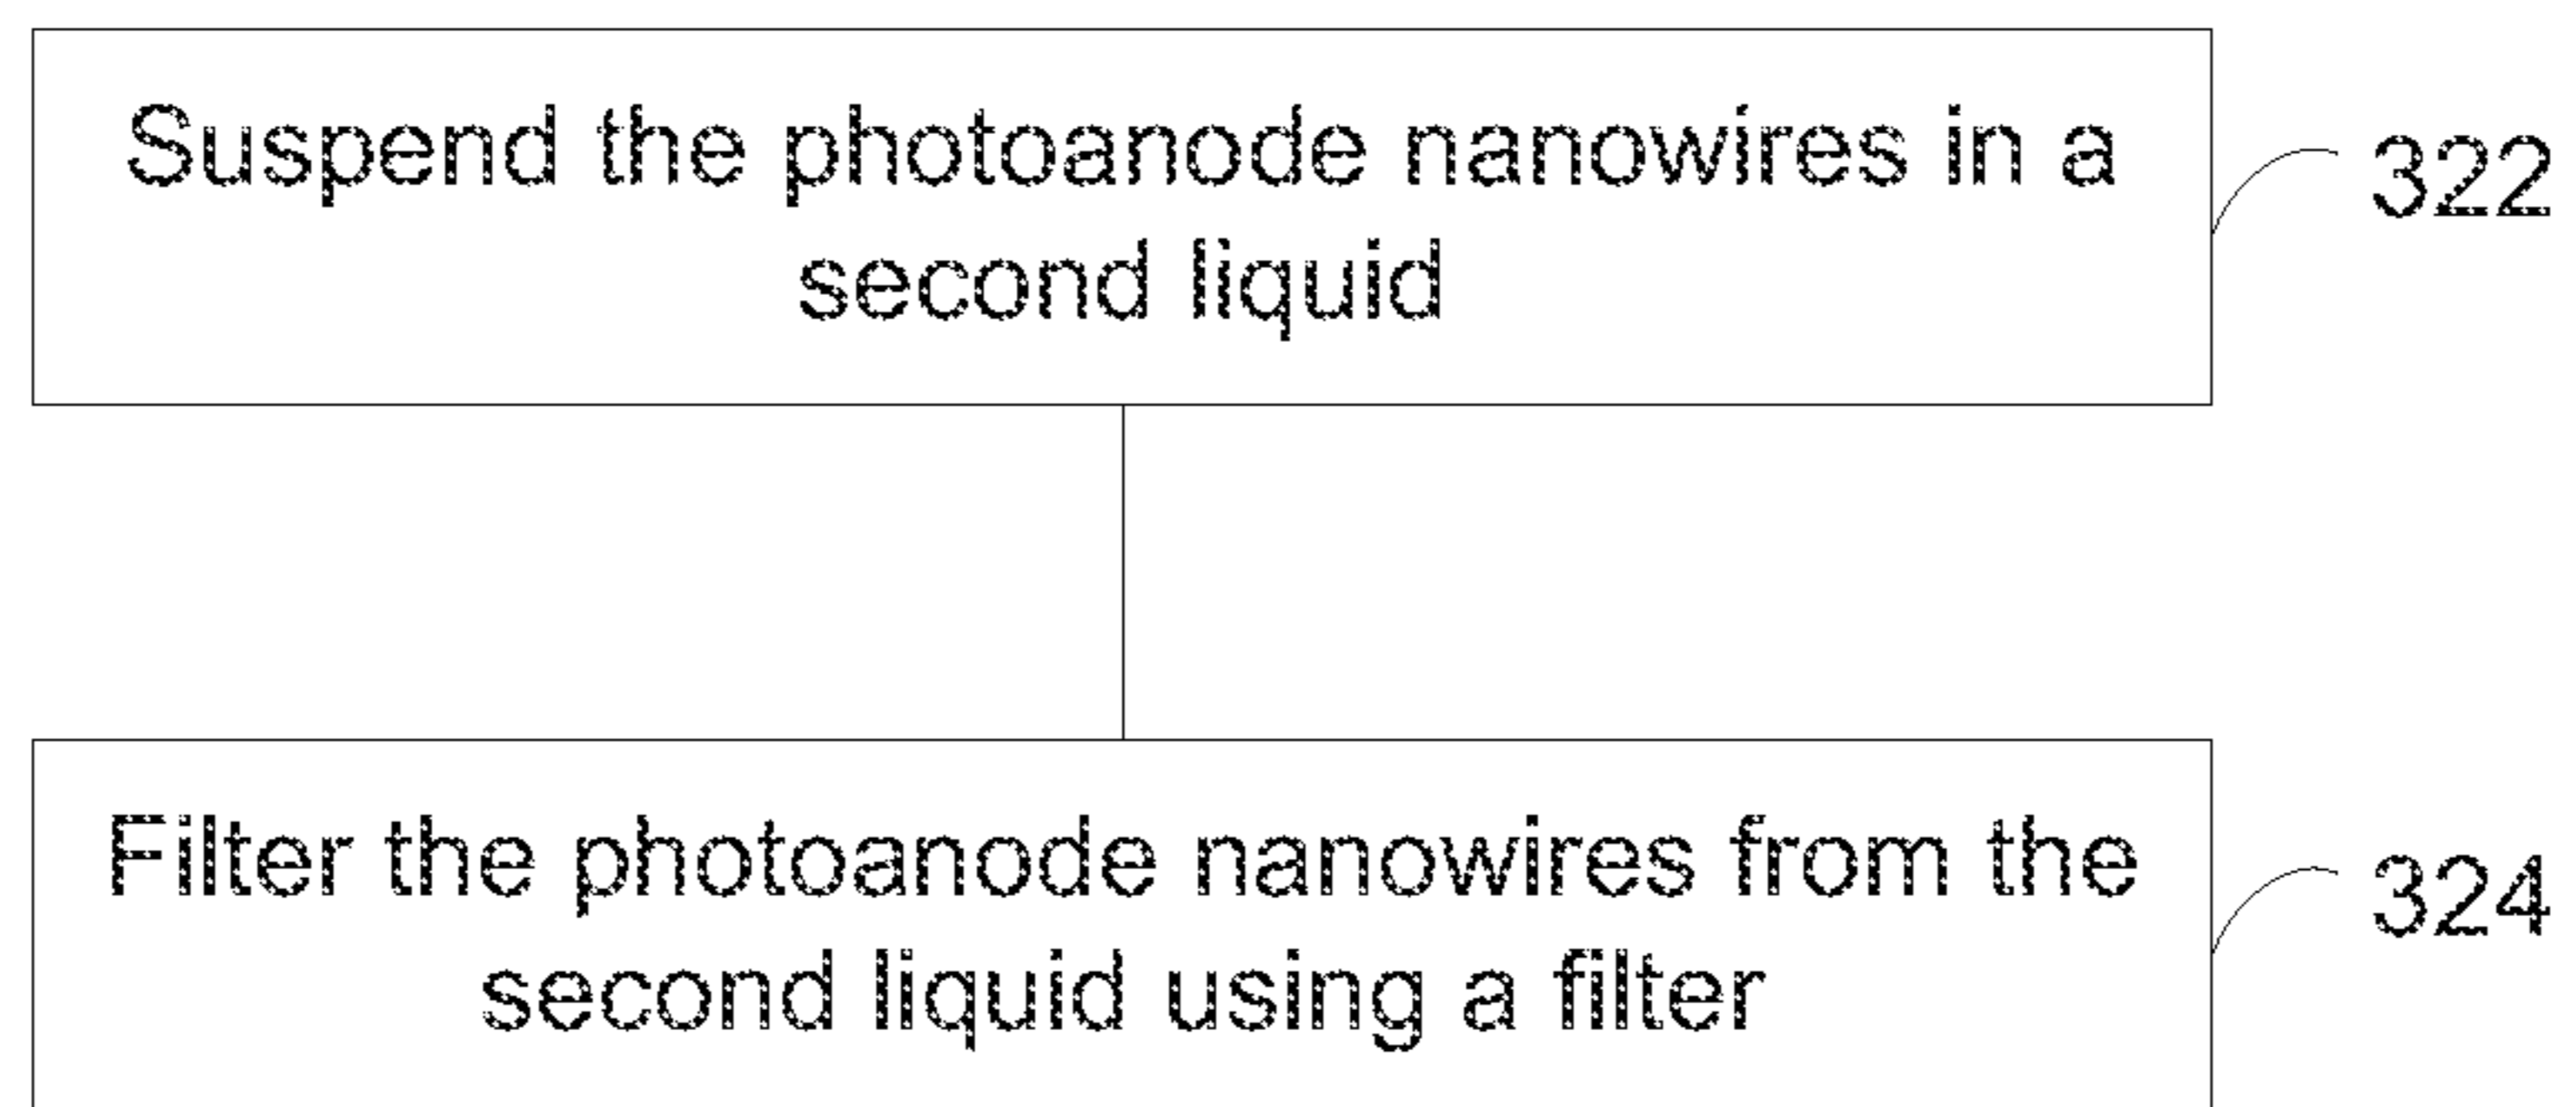 Suspend the photoanode nanowires in a
second liquid
322
Filter the photoanode nanowires from the
second liquid using a filter
324